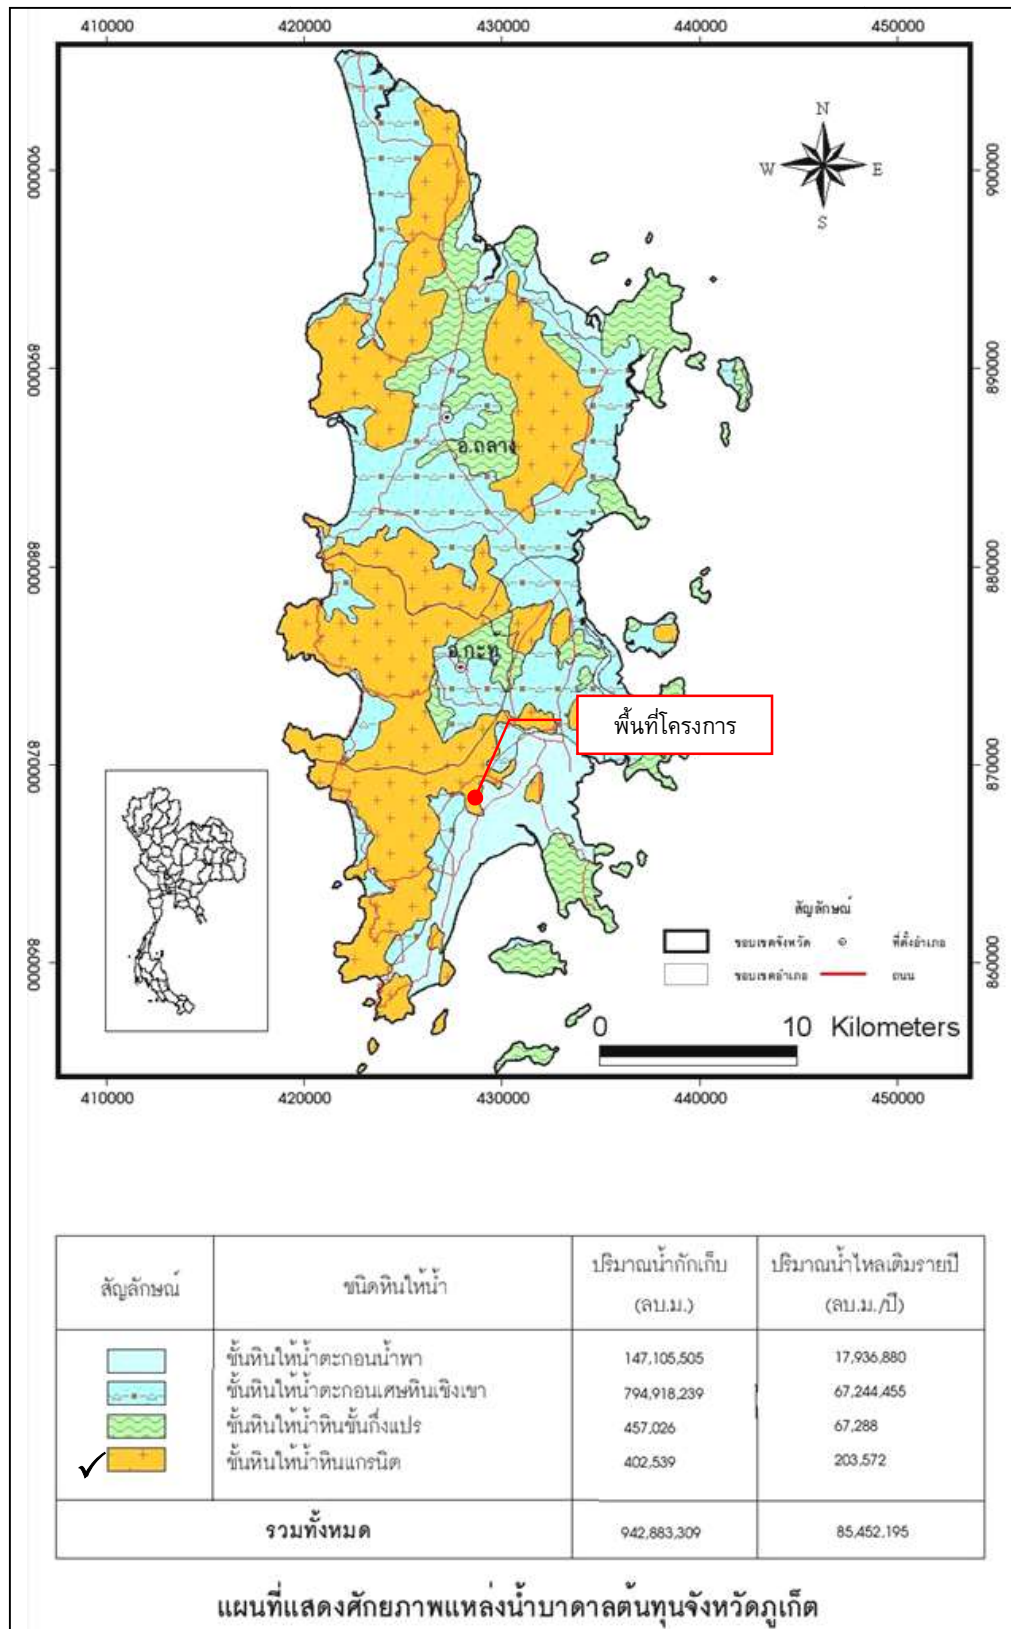 410000 420000 430000 440000 450000
N
W E
S
900000 900000
890000 890000
อ.ถลาง
880000 880000
อ.กะทู้
พื้นที่โครงการ
870000 870000
สัญลักษณ์
ขอบเขตจังหวัด ที่ตั้งอำเภอ
ขอบเขตอำเภอ ถนน
860000 860000
0 10 Kilometers
410000 420000 430000 440000 450000
สัญลักษณ์ ชนิดหินให้น้ำ ปริมาณน้ำกักเก็บ ปริมาณน้ำไหลเติมรายปี
(ลบ.ม.) (ลบ.ม./ปี)
ชั้นหินให้น้ำตะกอนน้ำพา 147,105,505 17,936,880
ชั้นหินให้น้ำตะกอนเศษหินเชิงเขา 794,918,239 67,244,455
ชั้นหินให้น้ำหินชั้นกึ่งแปร 457,026 67,288
✓ ชั้นหินให้น้ำหินแกรนิต 402,539 203,572
รวมทั้งหมด 942,883,309 85,452,195
แผนที่แสดงศักยภาพแหล่งน้ำบาดาลต้นทุนจังหวัดภูเก็ต